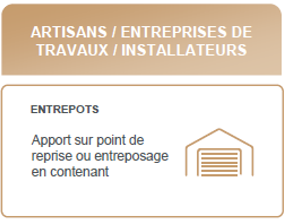 ARTISANS / ENTREPRISES DE
TRAVAUX / INSTALLATEURS
ENTREPOTS
Apport sur point de
reprise ou entreposage
en contenant